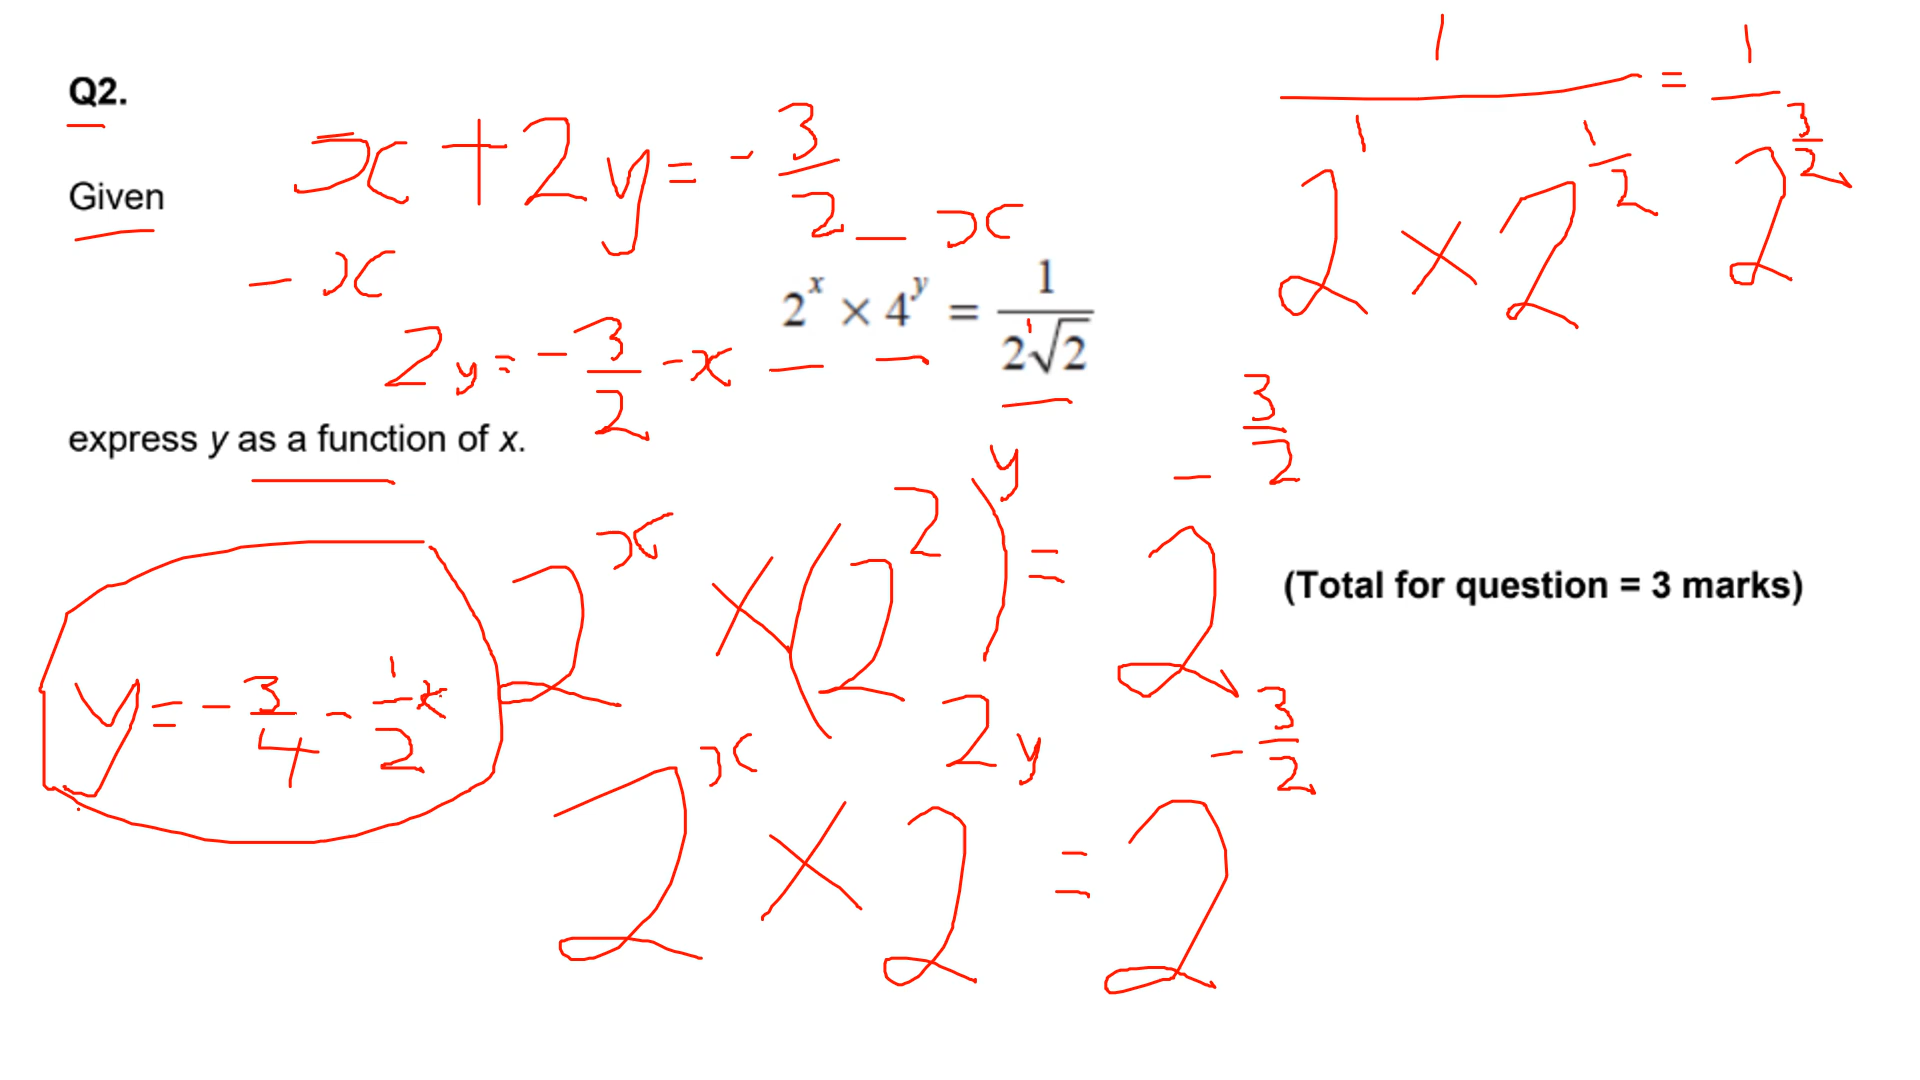 Q2.
Given
2^x × 4^y = 1/(2√2)
express y as a function of x.
(Total for question = 3 marks)
1/(2^1 × 2^(1/2)) = 1/2^(3/2)
2^x × (2^2)^y = 2^(-3/2)
2^x × 2^(2y) = 2^(-3/2)
x + 2y = -3/2
- x - x
2y = -3/2 - x
y = -3/4 - 1/2 x